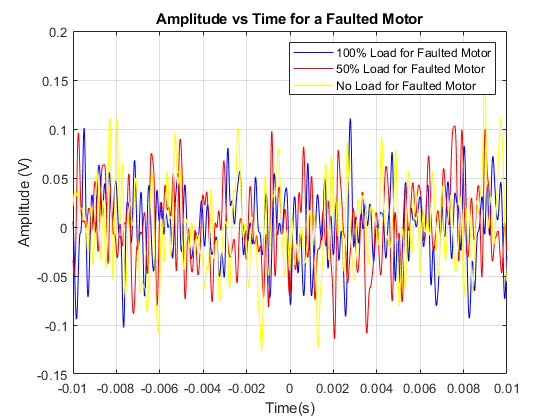 Amplitude vs Time for a Faulted Motor
0.2
0.15
0.1
0.05
0
-0.05
-0.1
-0.15
Amplitude (V)
100% Load for Faulted Motor
50% Load for Faulted Motor
No Load for Faulted Motor
-0.01 -0.008 -0.006 -0.004 -0.002 0 0.002 0.004 0.006 0.008 0.01
Time(s)